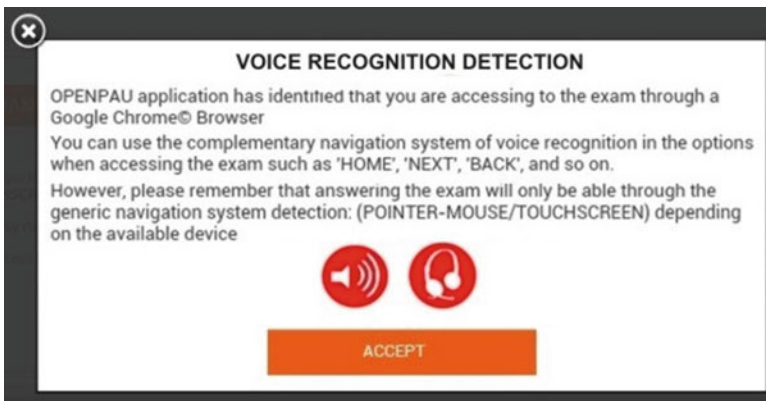 VOICE RECOGNITION DETECTION
OPENPAU application has identified that you are accessing to the exam through a
Google Chrome© Browser
You can use the complementary navigation system of voice recognition in the options
when accessing the exam such as 'HOME', 'NEXT', 'BACK', and so on.
However, please remember that answering the exam will only be able through the
generic navigation system detection: (POINTER-MOUSE/TOUCHSCREEN) depending
on the available device
ACCEPT